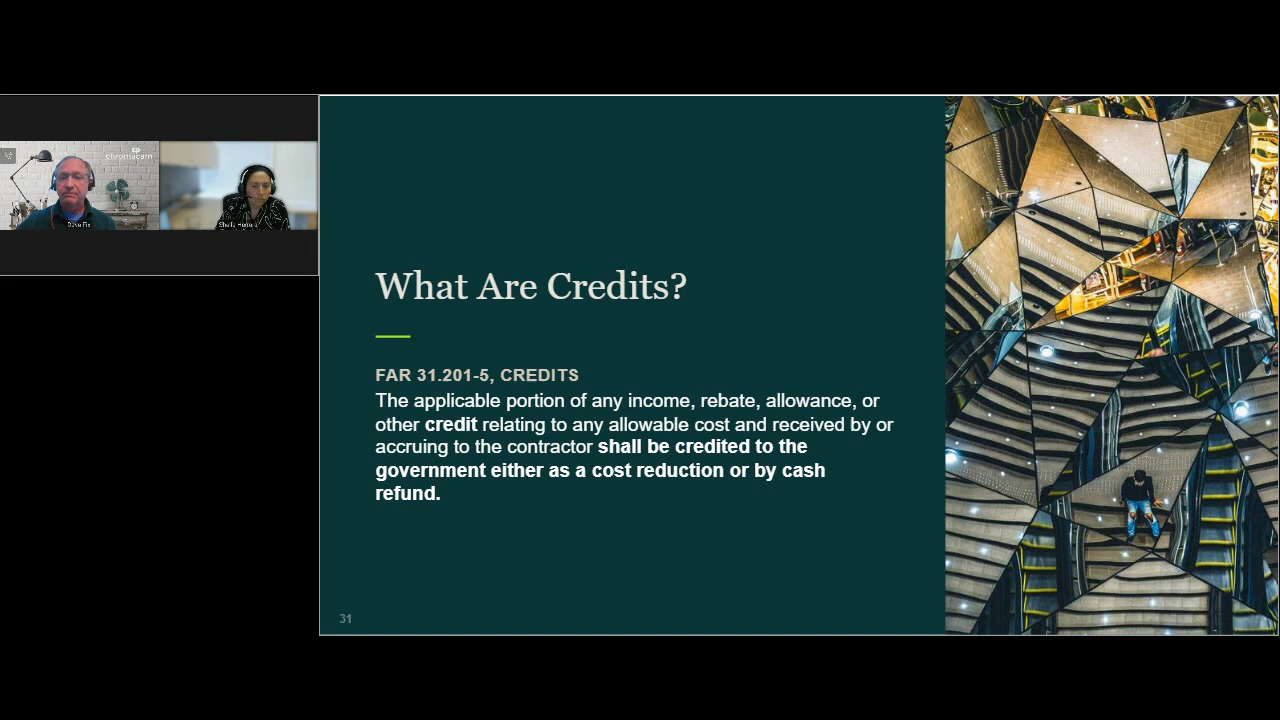 chromacam
Dave Fix
What Are Credits?
FAR 31.201-5, CREDITS
The applicable portion of any income, rebate, allowance, or
other credit relating to any allowable cost and received by or
accruing to the contractor shall be credited to the
government either as a cost reduction or by cash
refund.
31